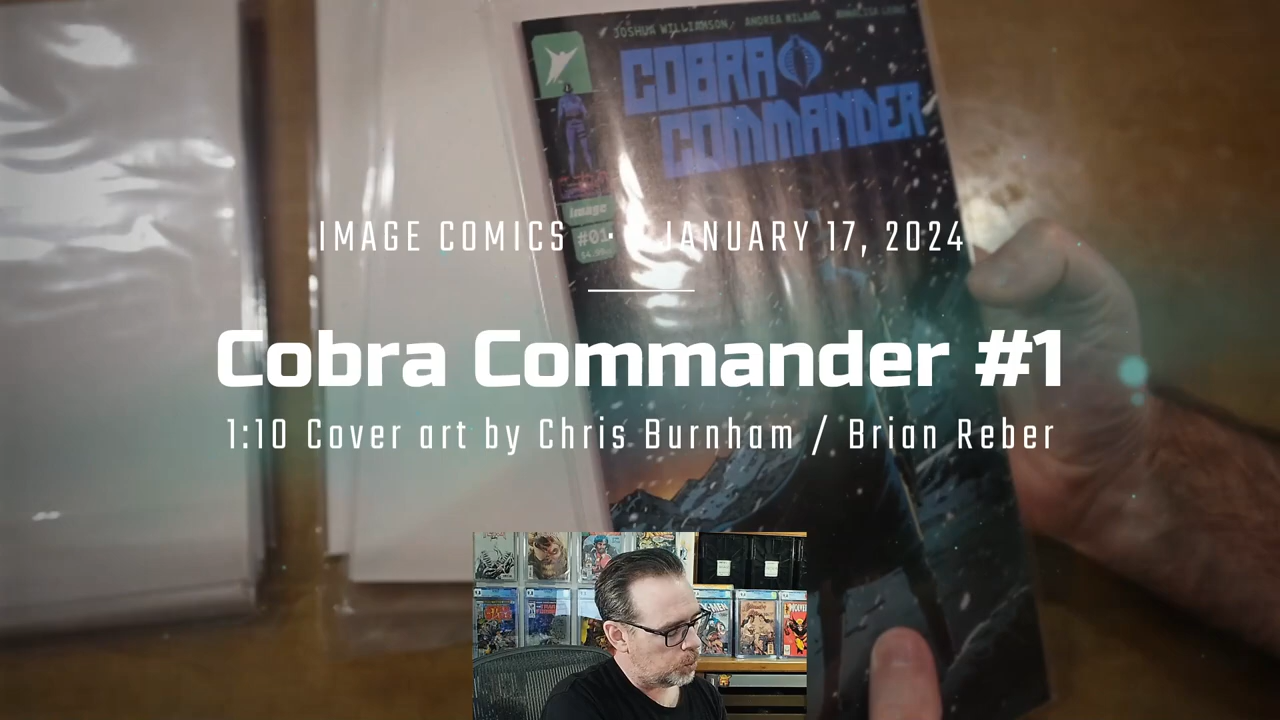 JOSHUA WILLIAMSON, ANDREA MILANA
COBRA
COMMANDER
image
#01
IMAGE COMICS · JANUARY 17, 2024
Cobra Commander #1
1:10 Cover art by Chris Burnham / Brian Reber
X-MEN